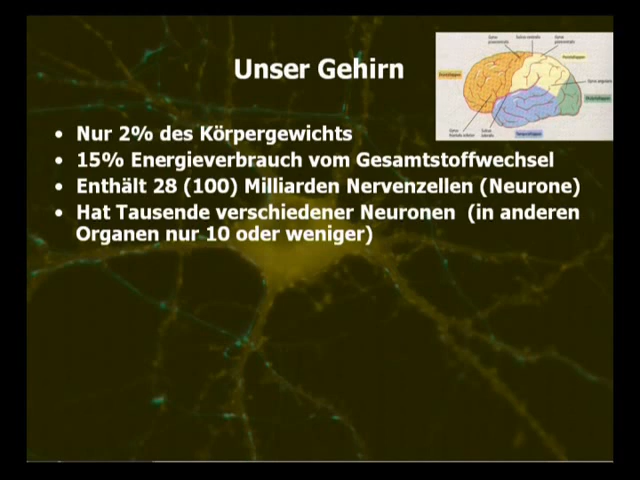 Unser Gehirn
• Nur 2% des Körpergewichts
• 15% Energieverbrauch vom Gesamtstoffwechsel
• Enthält 28 (100) Milliarden Nervenzellen (Neurone)
• Hat Tausende verschiedener Neuronen (in anderen
Organen nur 10 oder weniger)